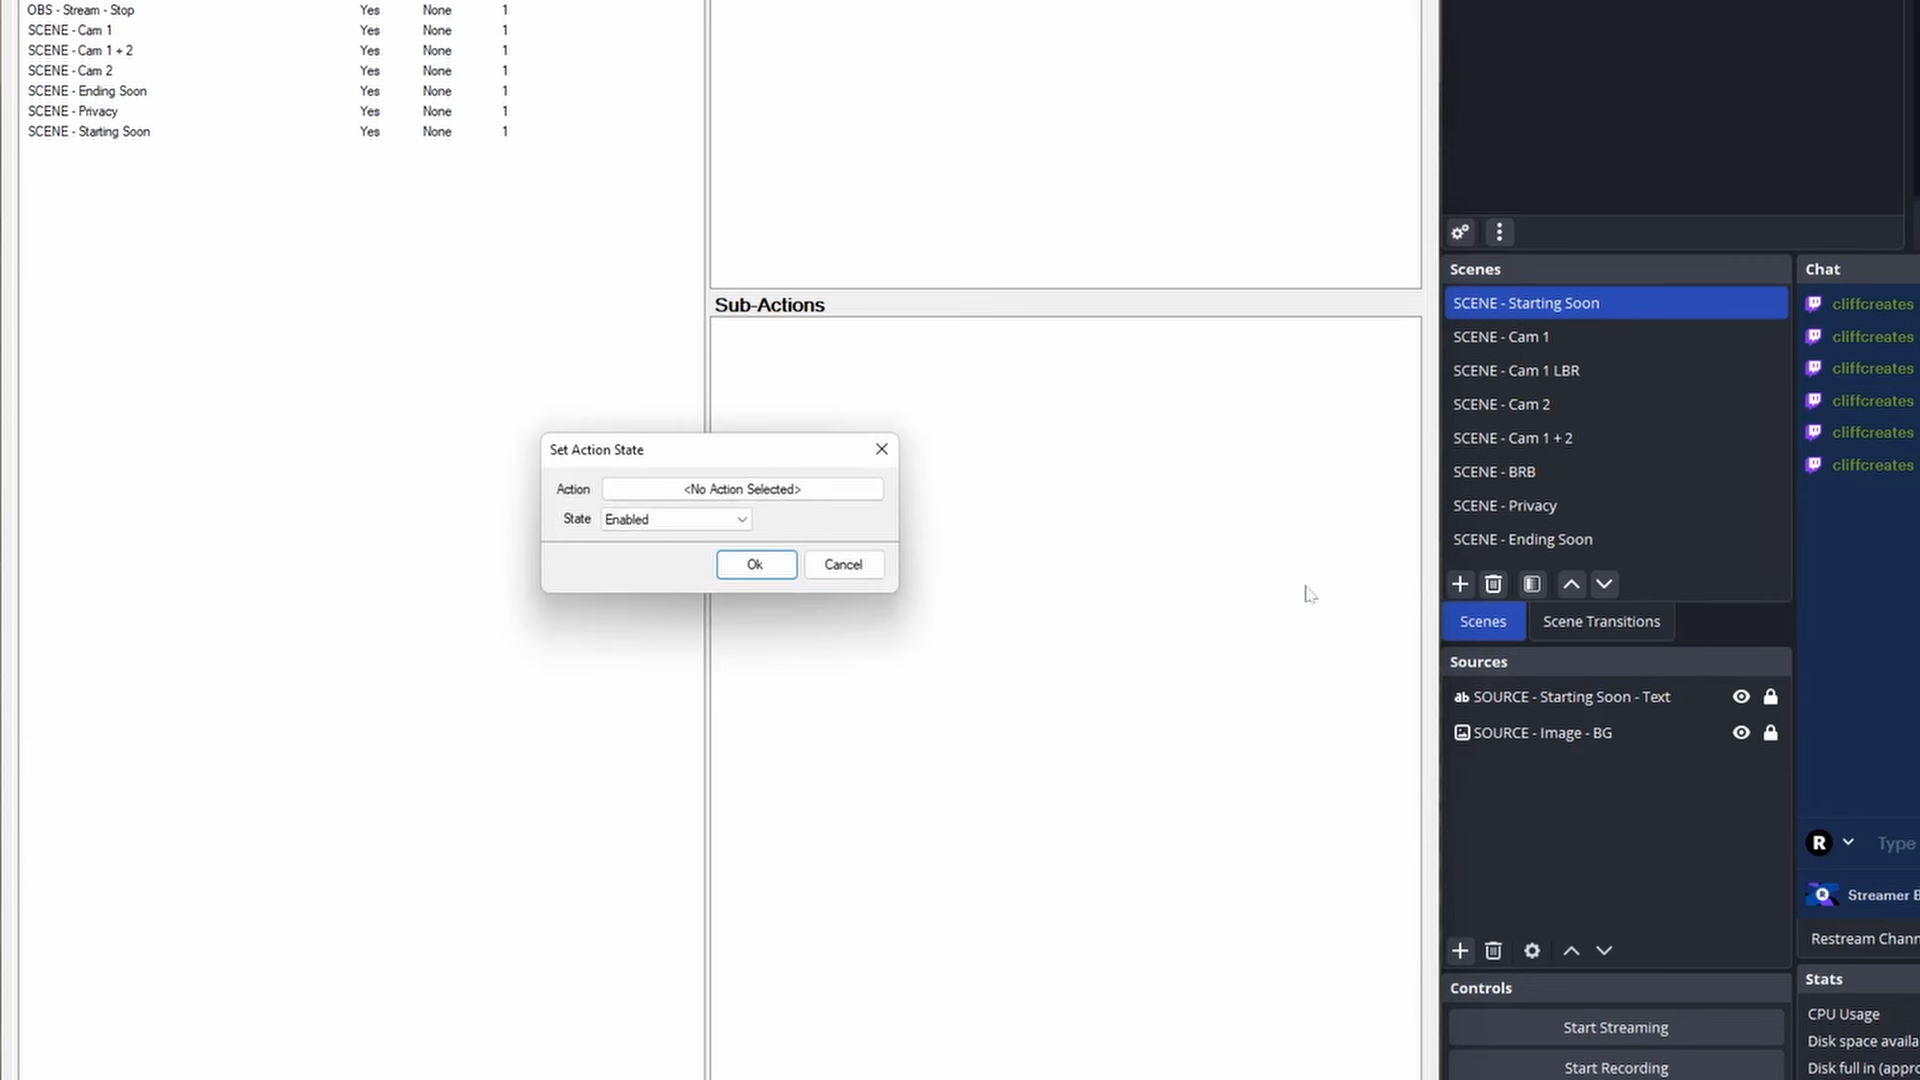 OBS - Stream - Stop Yes None 1
SCENE - Cam 1 Yes None 1
SCENE - Cam 1 + 2 Yes None 1
SCENE - Cam 2 Yes None 1
SCENE - Ending Soon Yes None 1
SCENE - Privacy Yes None 1
SCENE - Starting Soon Yes None 1
Sub-Actions
Set Action State
Action <No Action Selected>
State Enabled
Ok Cancel
Scenes
SCENE - Starting Soon
SCENE - Cam 1
SCENE - Cam 1 LBR
SCENE - Cam 2
SCENE - Cam 1 + 2
SCENE - BRB
SCENE - Privacy
SCENE - Ending Soon
Scenes Scene Transitions
Sources
ab SOURCE - Starting Soon - Text
SOURCE - Image - BG
Controls
Start Streaming
Start Recording
Chat
cliffcreates
cliffcreates
cliffcreates
cliffcreates
cliffcreates
cliffcreates
R Type
Streamer B
Restream Chann
Stats
CPU Usage
Disk space availa
Disk full in (appro